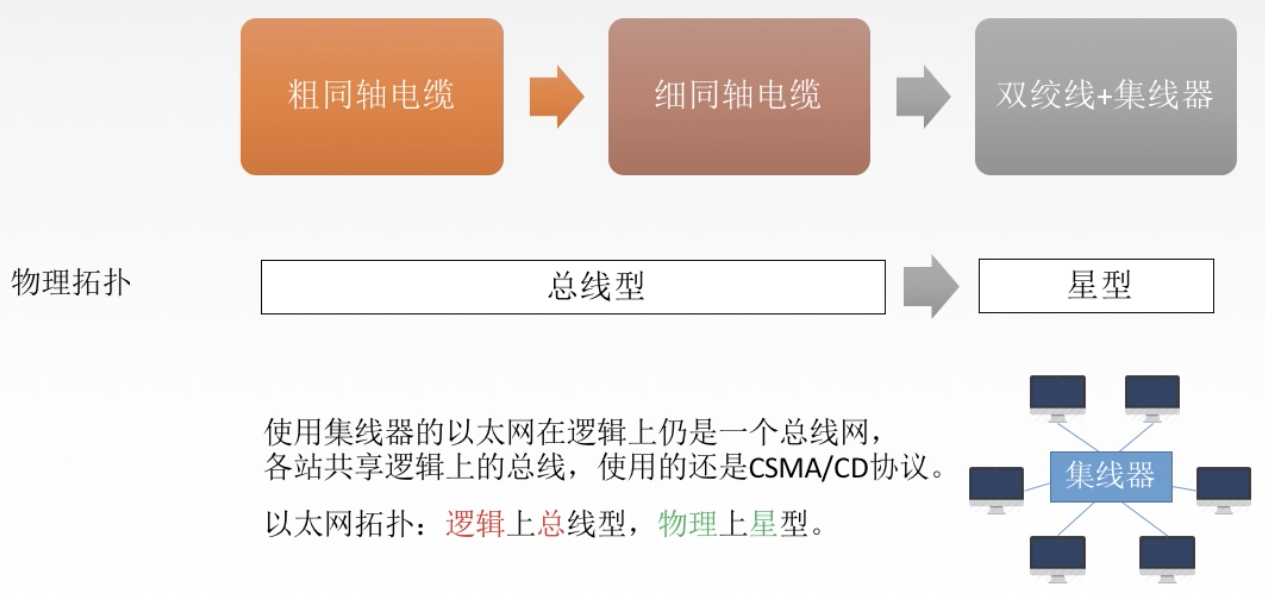 粗同轴电缆
细同轴电缆
双绞线+集线器
物理拓扑
总线型
星型
使用集线器的以太网在逻辑上仍是一个总线网，
各站共享逻辑上的总线，使用的还是CSMA/CD协议。
集线器
以太网拓扑：逻辑上总线型，物理上星型。